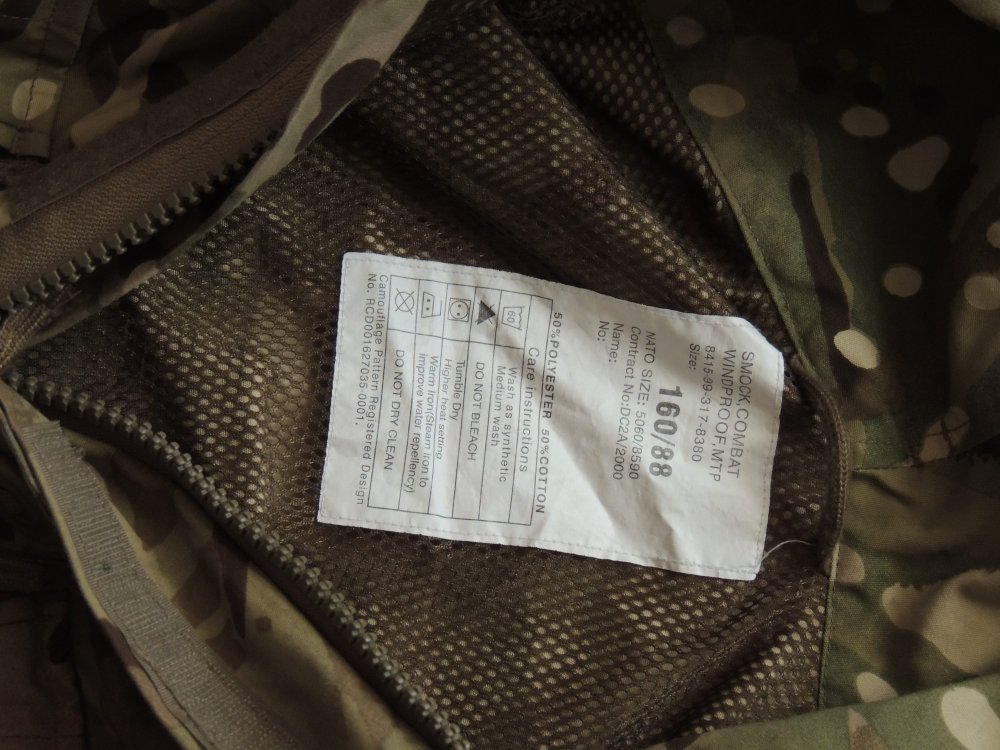 SMOCK COMBAT
WINDPROOF,MTP
8415-99-317-8380
Size:
160/88
NATO SIZE: 5060/8590
Contract No:DC2A/2000
Name:
No:
50%POLYESTER 50%COTTON
Care instructions
60
Wash as synthetic
Medium wash
DO NOT BLEACH
Tumble Dry
Higher heat setting
Warm Iron(Steam iron to
improve water repellency)
DO NOT DRY CLEAN
Camouflage Pattern Registered Design
No. RCD001627035-0001.